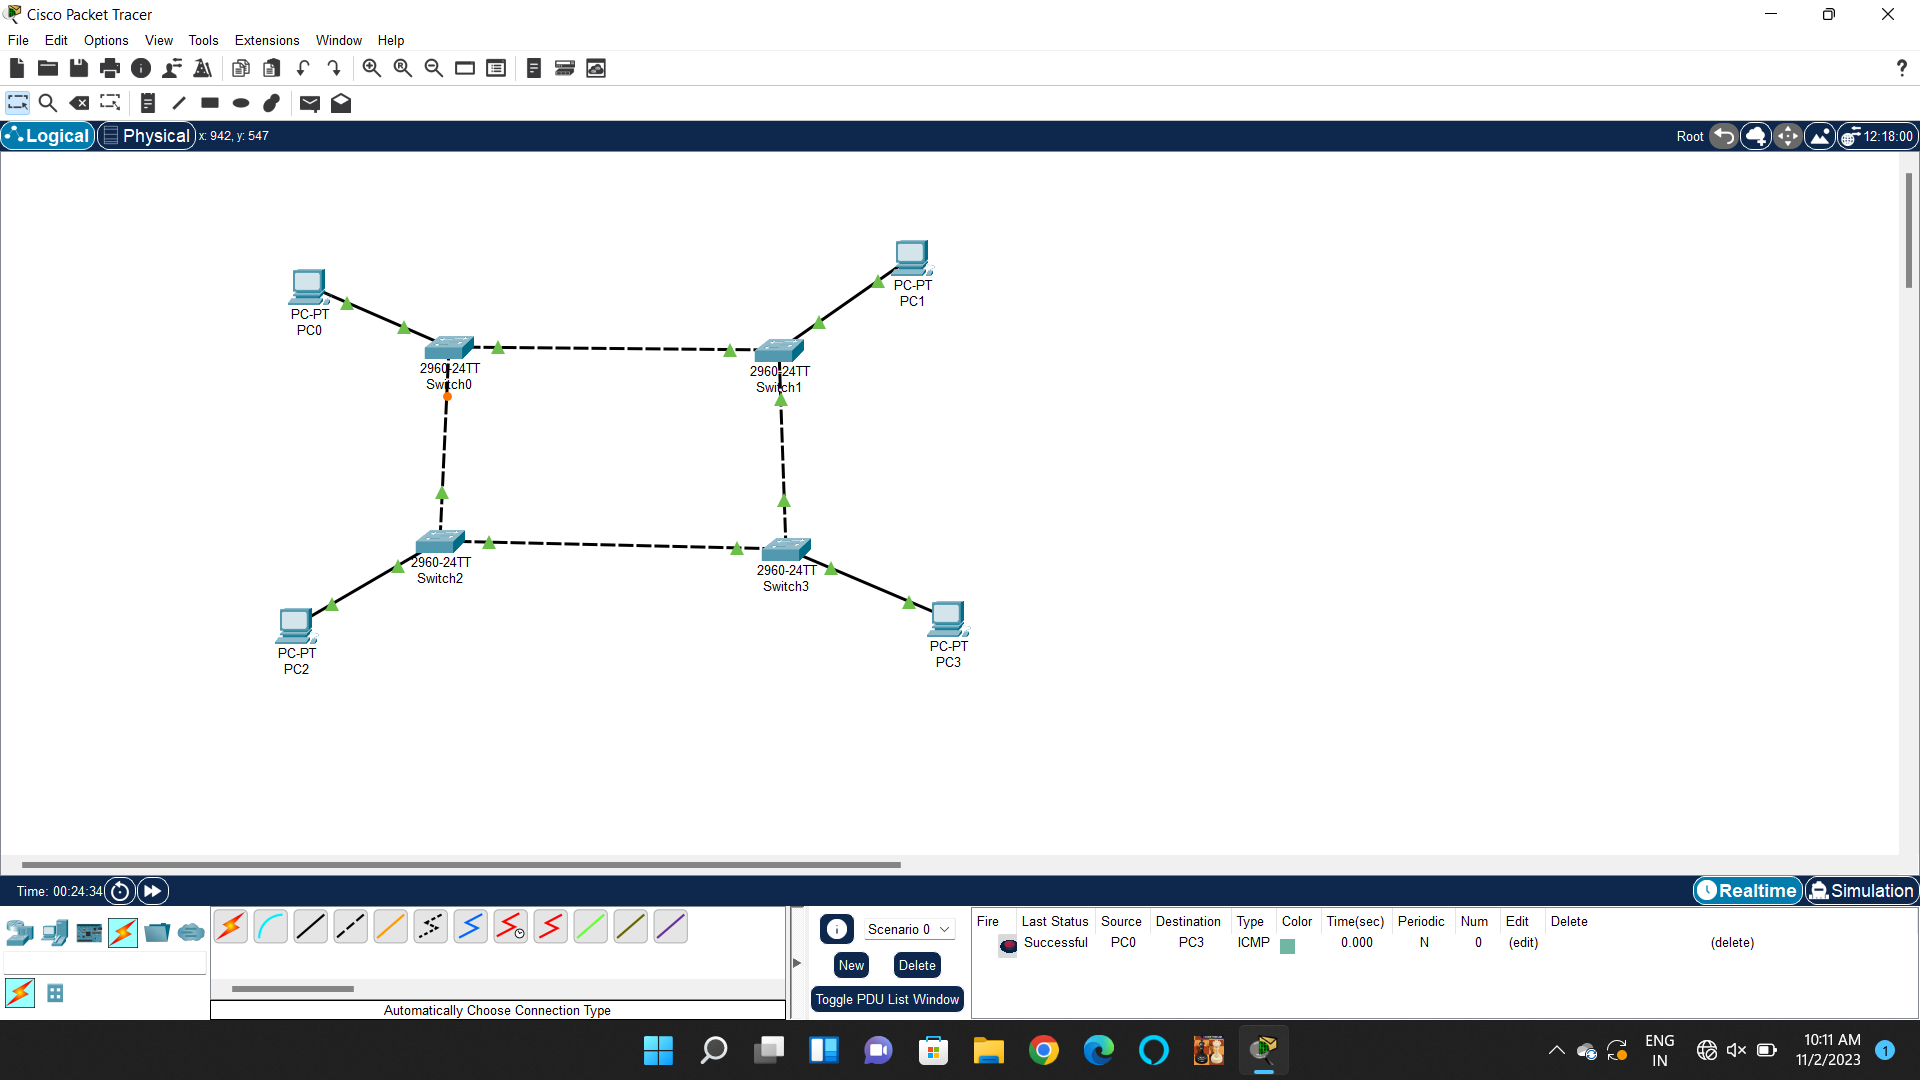 Cisco Packet Tracer
File Edit Options View Tools Extensions Window Help
?
Logical Physical x: 942, y: 547 Root 12:18:00
PC-PT
PC0
PC-PT
PC1
2960-24TT
Switch0
2960-24TT
Switch1
2960-24TT
Switch2
2960-24TT
Switch3
PC-PT
PC2
PC-PT
PC3
Time: 00:24:34 Realtime Simulation
Scenario 0
New Delete
Toggle PDU List Window
Automatically Choose Connection Type
Fire Last Status Source Destination Type Color Time(sec) Periodic Num Edit Delete
Successful PC0 PC3 ICMP 0.000 N 0 (edit) (delete)
ENG
IN
10:11 AM
11/2/2023
1